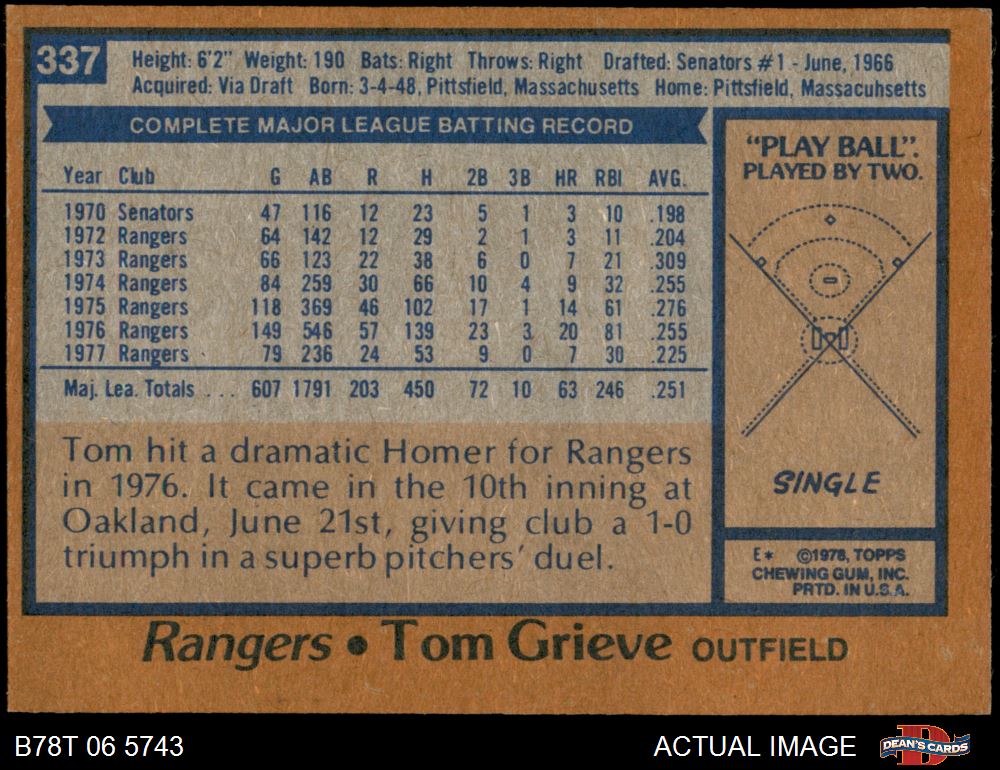 337
Height: 6'2" Weight: 190 Bats: Right Throws: Right Drafted: Senators #1 - June, 1966
Acquired: Via Draft Born: 3-4-48, Pittsfield, Massachusetts Home: Pittsfield, Massacuhsetts
COMPLETE MAJOR LEAGUE BATTING RECORD
Year Club G AB R H 2B 3B HR RBI AVG.
1970 Senators 47 116 12 23 5 1 3 10 .198
1972 Rangers 64 142 12 29 2 1 3 11 .204
1973 Rangers 66 123 22 38 6 0 7 21 .309
1974 Rangers 84 259 30 66 10 4 9 32 .255
1975 Rangers 118 369 46 102 17 1 14 61 .276
1976 Rangers 149 546 57 139 23 3 20 81 .255
1977 Rangers 79 236 24 53 9 0 7 30 .225
Maj. Lea. Totals . . . 607 1791 203 450 72 10 63 246 .251
Tom hit a dramatic Homer for Rangers
in 1976. It came in the 10th inning at
Oakland, June 21st, giving club a 1-0
triumph in a superb pitchers' duel.
"PLAY BALL".
PLAYED BY TWO.
SINGLE
E* ©1978, TOPPS
CHEWING GUM, INC.
PRTD. IN U.S.A.
Rangers • Tom Grieve OUTFIELD
B78T 06 5743
ACTUAL IMAGE
DEAN'S CARDS